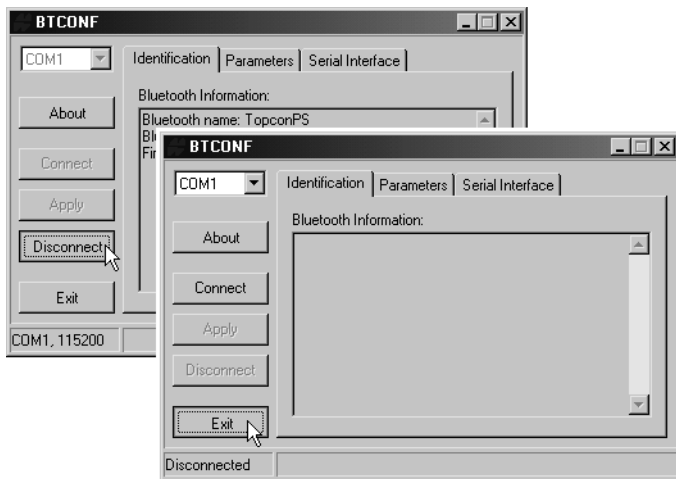 BTCONF
COM1
Identification Parameters Serial Interface
About
Connect
Apply
Disconnect
Exit
Bluetooth Information:
Bluetooth name: TopconPS
COM1, 115200
BTCONF
COM1
Identification Parameters Serial Interface
About
Connect
Apply
Disconnect
Exit
Bluetooth Information:
Disconnected